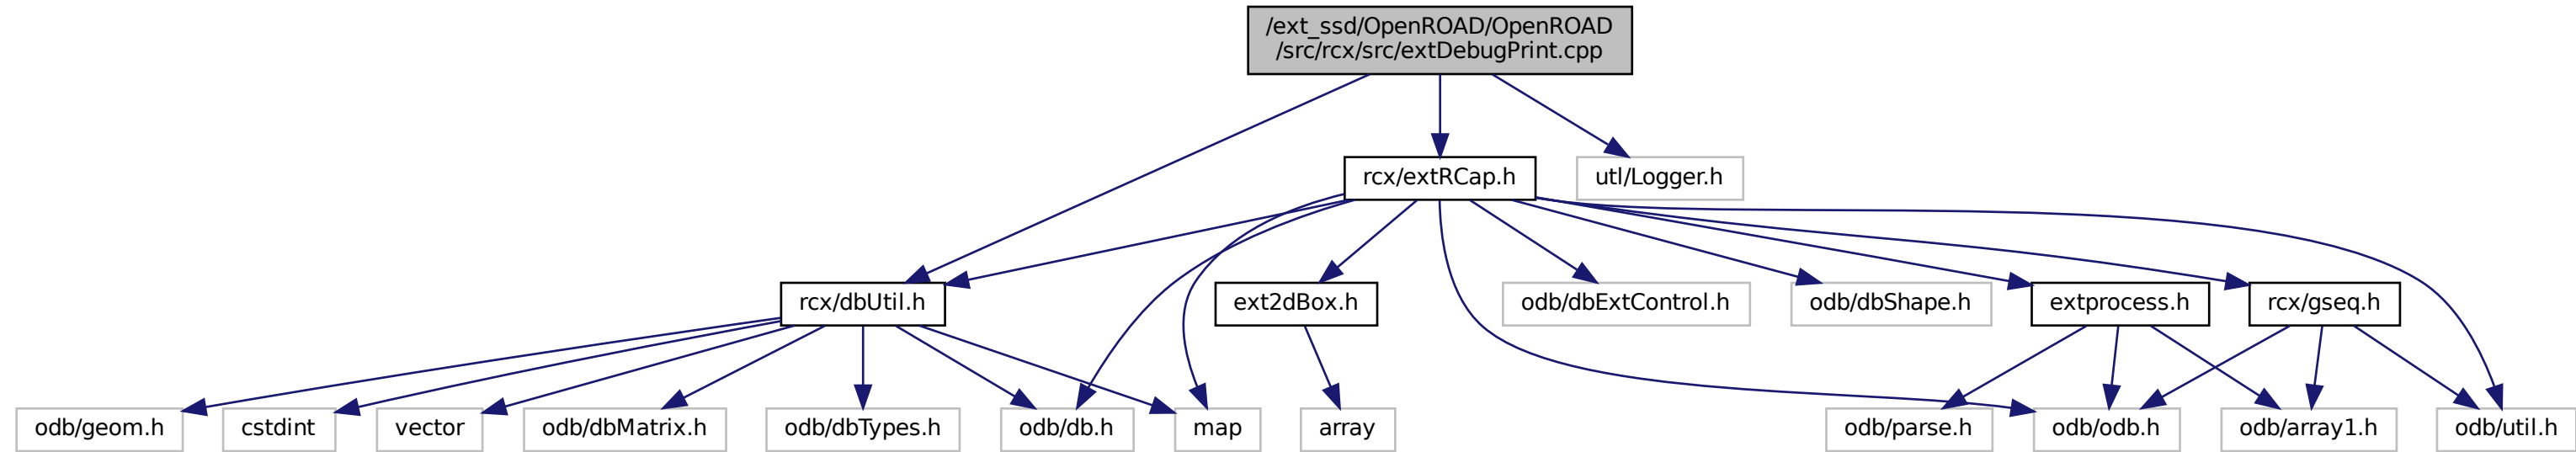 /ext_ssd/OpenROAD/OpenROAD
/src/rcx/src/extDebugPrint.cpp
rcx/extRCap.h
utl/Logger.h
rcx/dbUtil.h
ext2dBox.h
odb/dbExtControl.h
odb/dbShape.h
extprocess.h
rcx/gseq.h
odb/geom.h
cstdint
vector
odb/dbMatrix.h
odb/dbTypes.h
odb/db.h
map
array
odb/parse.h
odb/odb.h
odb/array1.h
odb/util.h